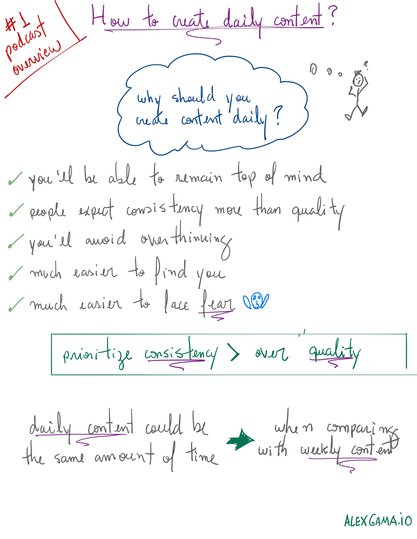 #1
podcast
overview
How to create daily content?
why should you
create content daily?
✓ you'll be able to remain top of mind
✓ people expect consistency more than quality
✓ you'll avoid overthinking
✓ much easier to find you
✓ much easier to face fear
prioritize consistency > over quality
daily content could be
the same amount of time
when comparing
with weekly content
ALEXGAMA.iO